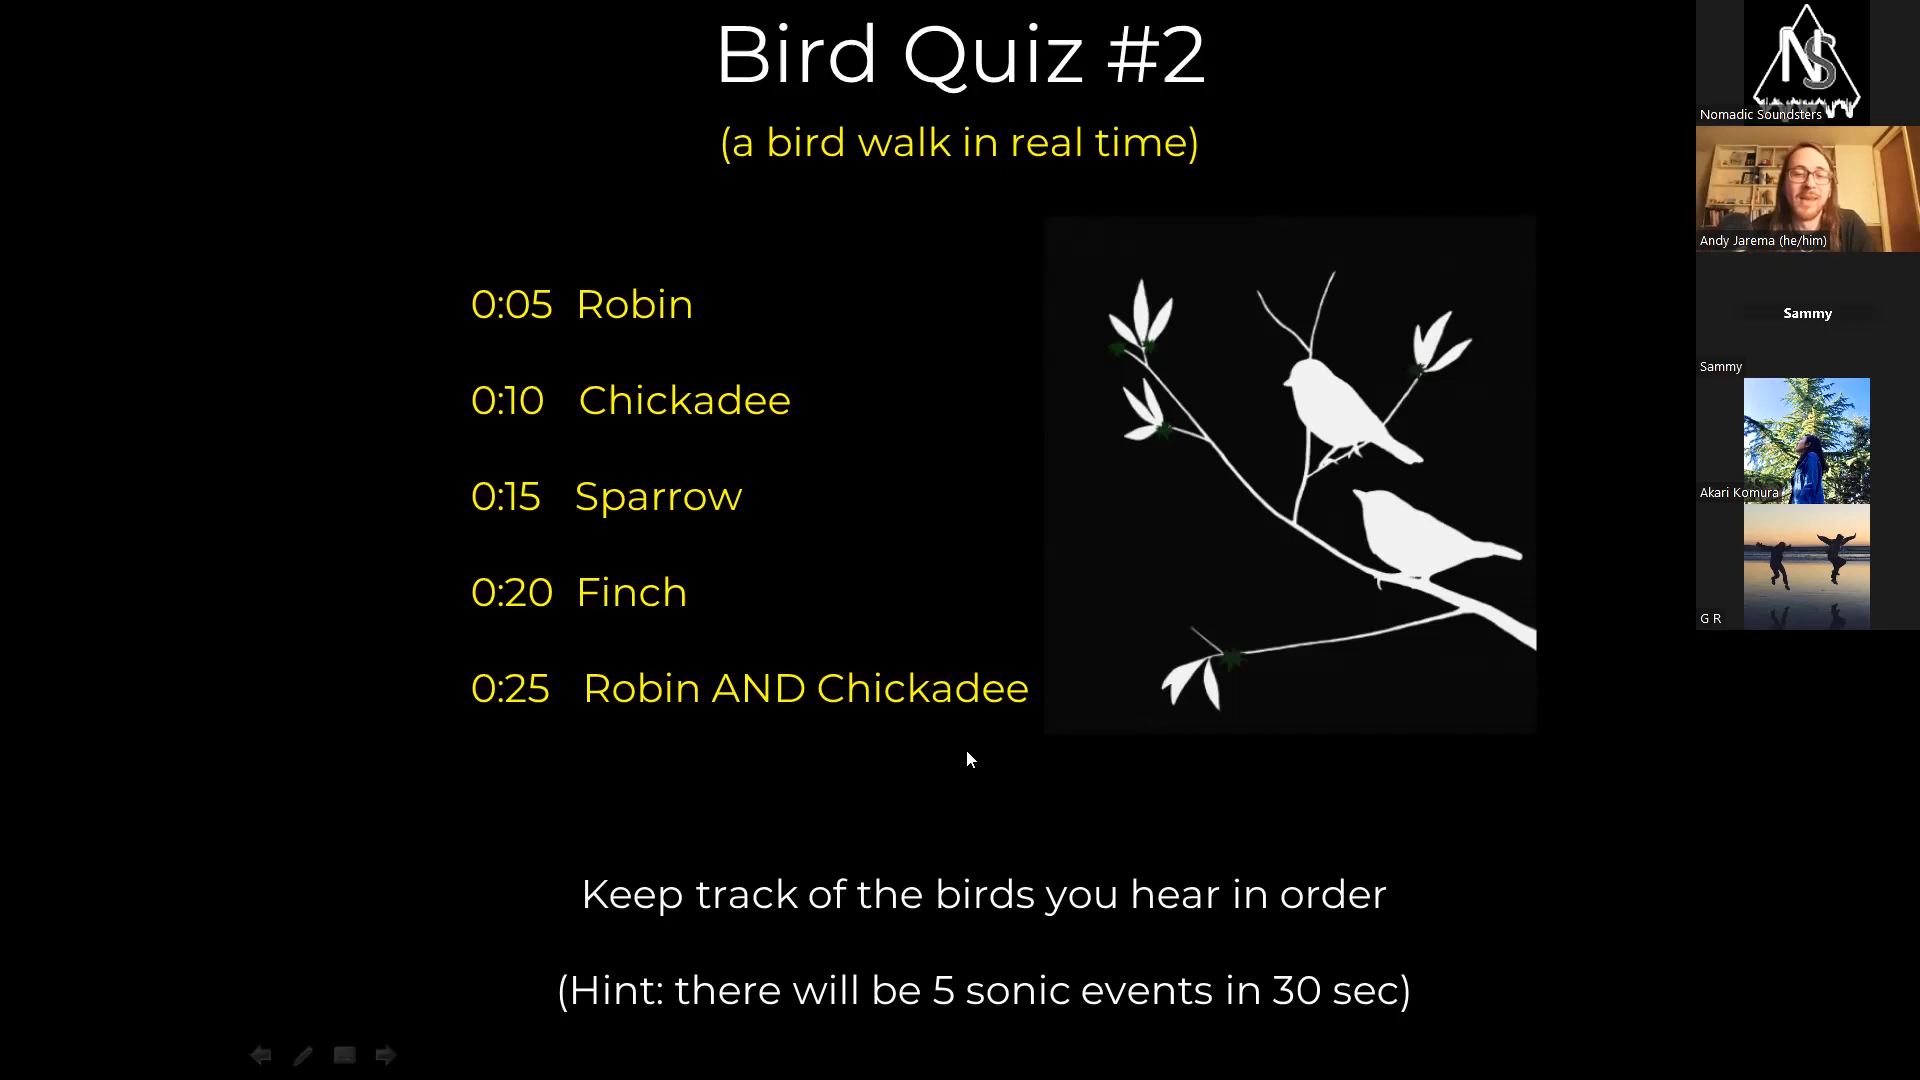 Bird Quiz #2
(a bird walk in real time)
0:05 Robin
0:10 Chickadee
0:15 Sparrow
0:20 Finch
0:25 Robin AND Chickadee
Keep track of the birds you hear in order
(Hint: there will be 5 sonic events in 30 sec)
NS
Nomadic Soundsters
Andy Jarema (he/him)
Sammy
Sammy
Akari Komura
G R